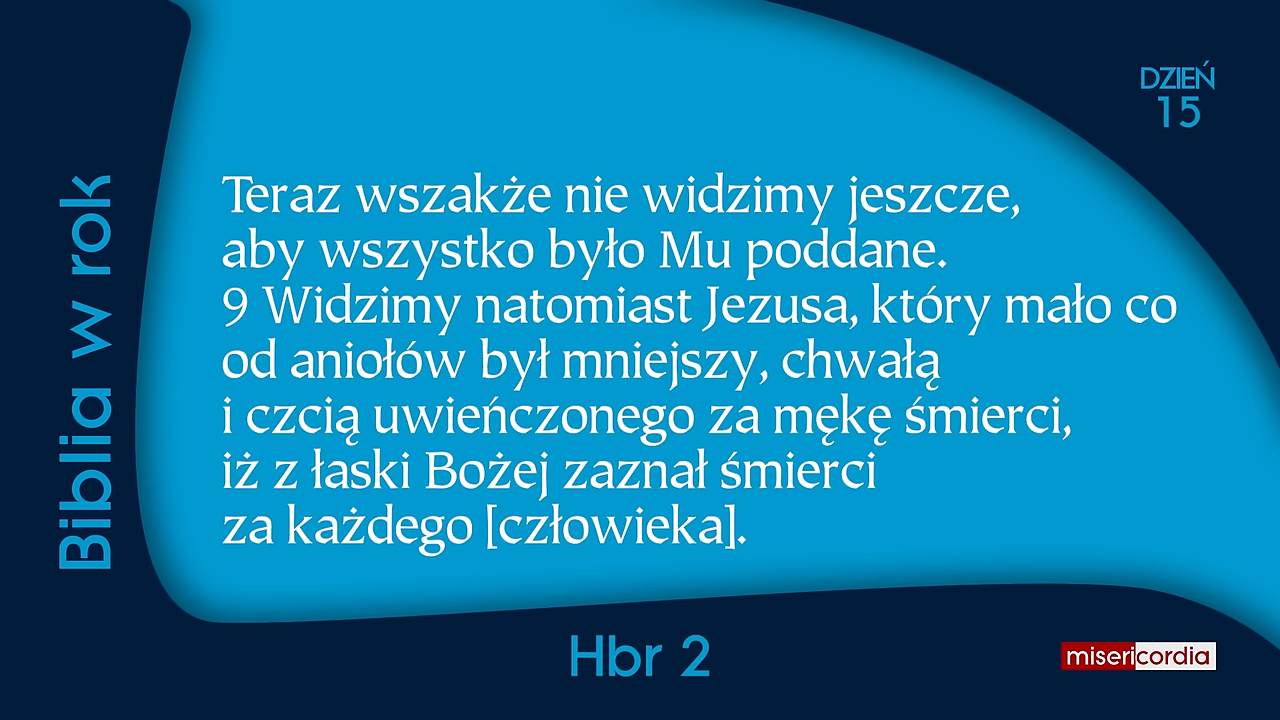 DZIEŃ
15
Biblia w rok
Teraz wszakże nie widzimy jeszcze,
aby wszystko było Mu poddane.
9 Widzimy natomiast Jezusa, który mało co
od aniołów był mniejszy, chwałą
i czcią uwieńczonego za mękę śmierci,
iż z łaski Bożej zaznał śmierci
za każdego [człowieka].
Hbr 2
misericordia